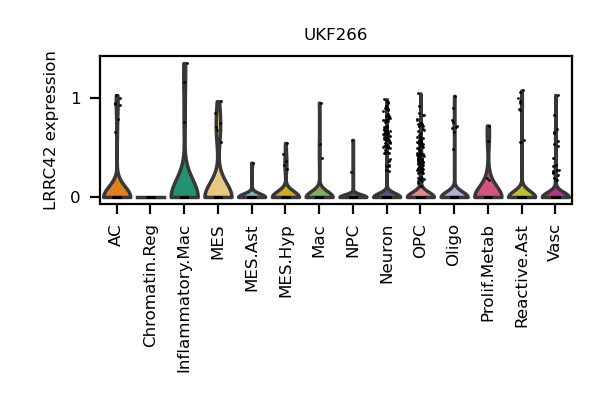 UKF266
LRRC42 expression
1
0
AC
Chromatin.Reg
Inflammatory.Mac
MES
MES.Ast
MES.Hyp
Mac
NPC
Neuron
OPC
Oligo
Prolif.Metab
Reactive.Ast
Vasc